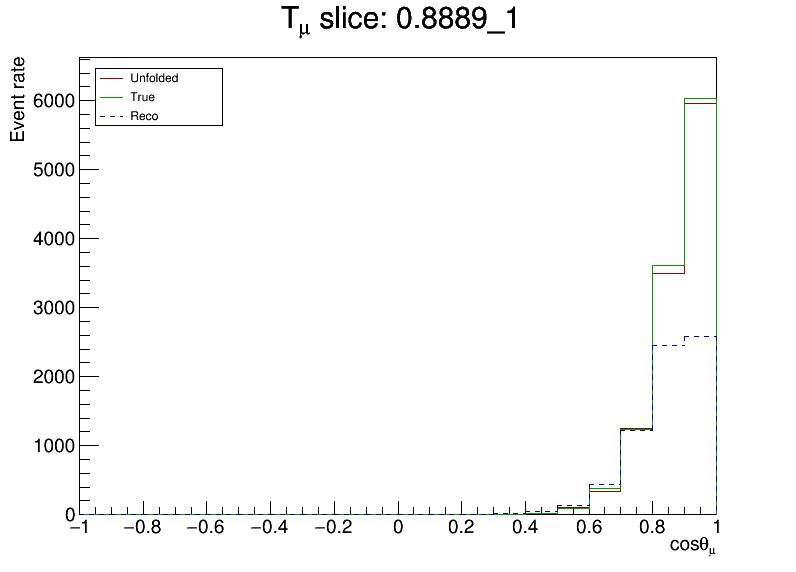 Tμ slice: 0.8889_1
Event rate
Unfolded
True
Reco
6000
5000
4000
3000
2000
1000
0
−1 −0.8 −0.6 −0.4 −0.2 0 0.2 0.4 0.6 0.8 1
cosθμ